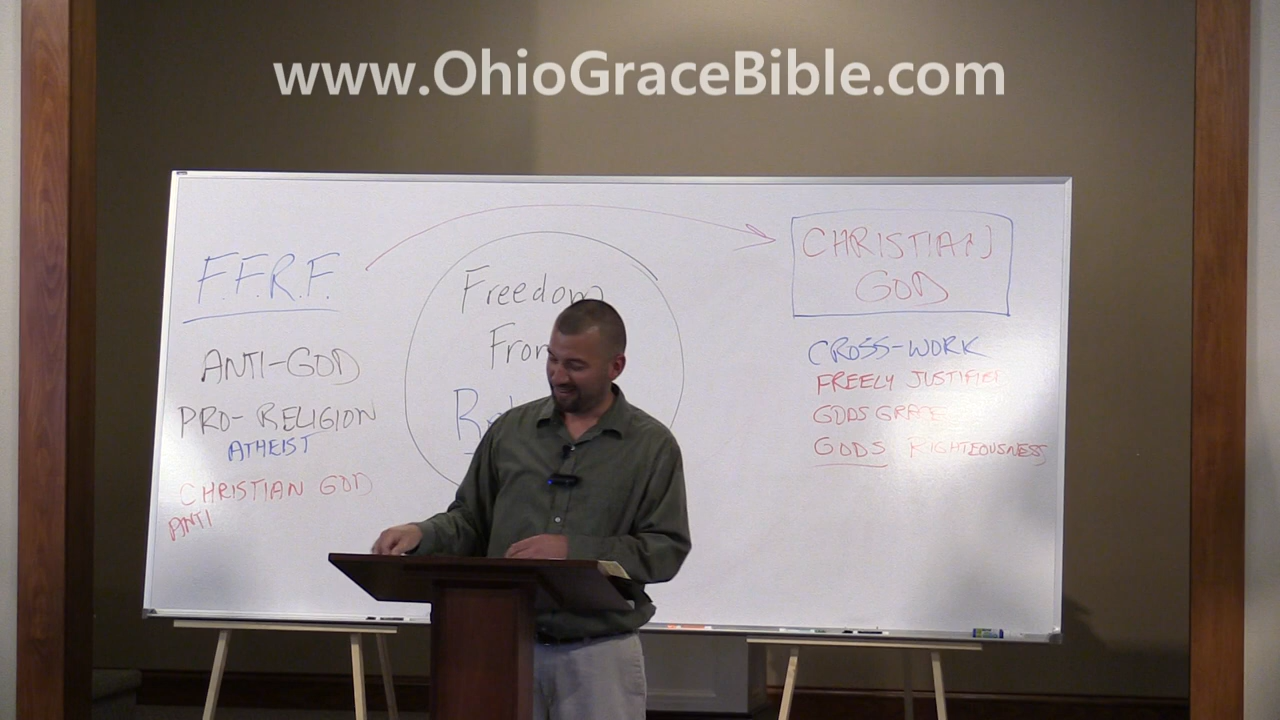 www.OhioGraceBible.com
F.F.R.F.
ANTI-GOD
PRO-RELIGION
ATHEIST
CHRISTIAN GOD
ANTI
Freedom
From
CHRISTIAN
GOD
CROSS-WORK
FREELY JUSTIFIED
GODS GRACE
GODS RIGHTEOUSNESS